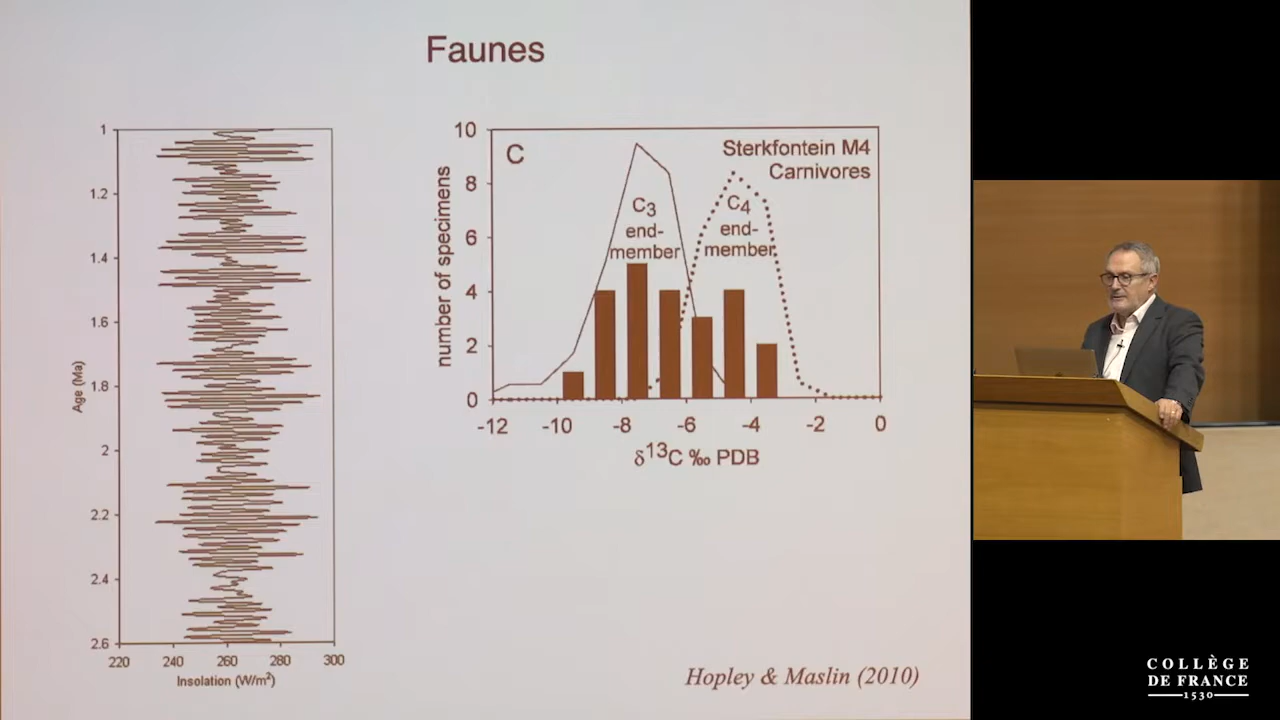 Faunes
1
1.2
1.4
1.6
1.8
2
2.2
2.4
2.6
Age (Ma)
220 240 260 280 300
Insolation (W/m²)
10
8
6
4
2
0
number of specimens
C
Sterkfontein M4
Carnivores
C₃
end-
member
C₄
end-
member
-12 -10 -8 -6 -4 -2 0
δ¹³C ‰ PDB
Hopley & Maslin (2010)
COLLÈGE
DE FRANCE
1530